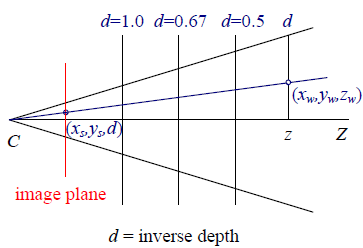 d=1.0 d=0.67 d=0.5 d
(xw,yw,zw)
(xs,ys,d)
C z Z
image plane
d = inverse depth